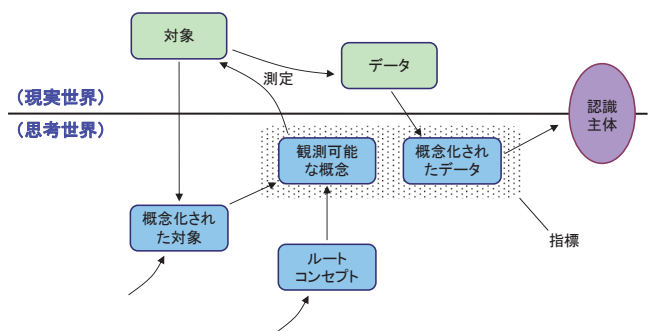 対象
データ
測定
(現実世界)
(思考世界)
認識
主体
観測可能
な概念
概念化され
たデータ
概念化され
た対象
指標
ルート
コンセプト